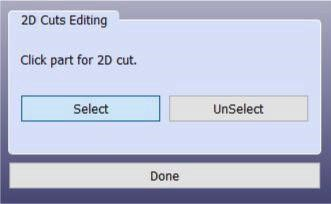 2D Cuts Editing
Click part for 2D cut.
Select UnSelect
Done